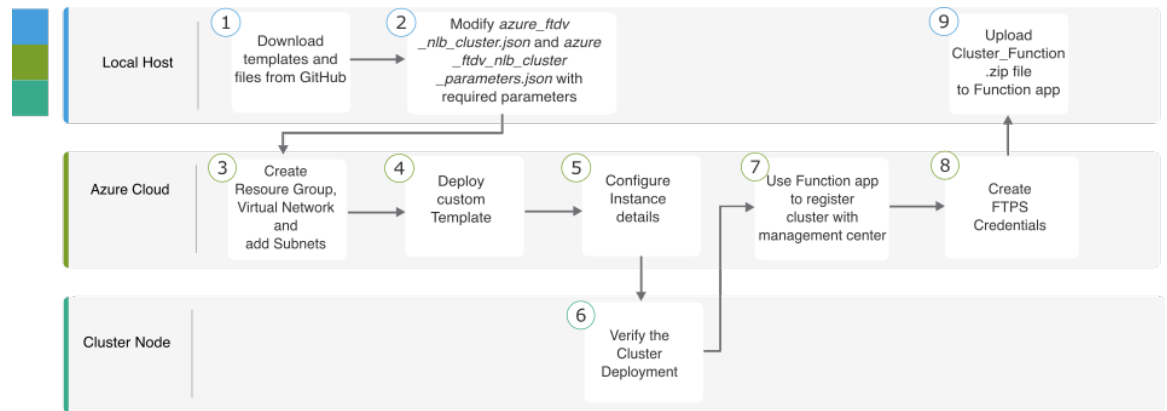 Local Host
1
Download
templates and
files from GitHub
2
Modify azure_ftdv
_nlb_cluster.json and azure
_ftdv_nlb_cluster
_parameters.json with
required parameters
9
Upload
Cluster_Function
.zip file
to Function app
Azure Cloud
3
Create
Resoure Group,
Virtual Network
and
add Subnets
4
Deploy
custom
Template
5
Configure
Instance
details
7
Use Function app
to register
cluster with
management center
8
Create
FTPS
Credentials
Cluster Node
6
Verify the
Cluster
Deployment